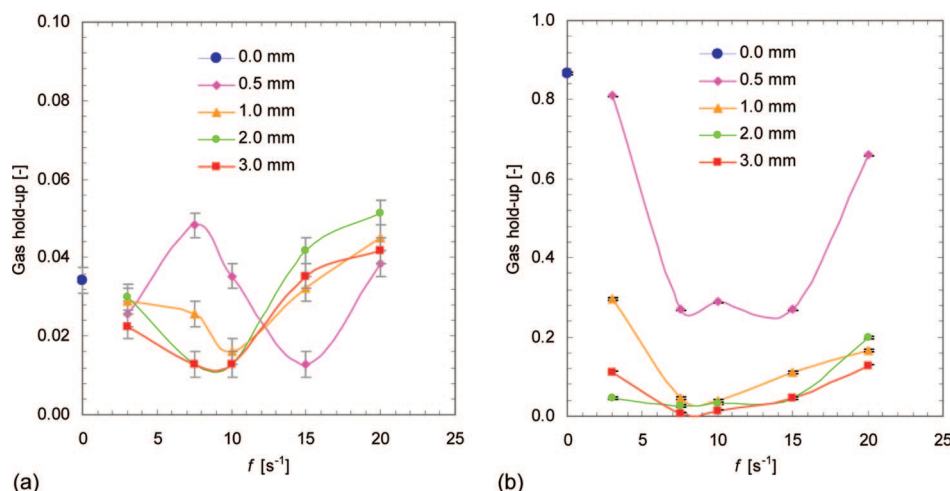 0.10
0.08
0.06
0.04
0.02
0.00
Gas hold-up [-]
0.0 mm
0.5 mm
1.0 mm
2.0 mm
3.0 mm
0 5 10 15 20 25
f [s⁻¹]
(a)
1.0
0.8
0.6
0.4
0.2
0.0
Gas hold-up [-]
0.0 mm
0.5 mm
1.0 mm
2.0 mm
3.0 mm
0 5 10 15 20 25
f [s⁻¹]
(b)